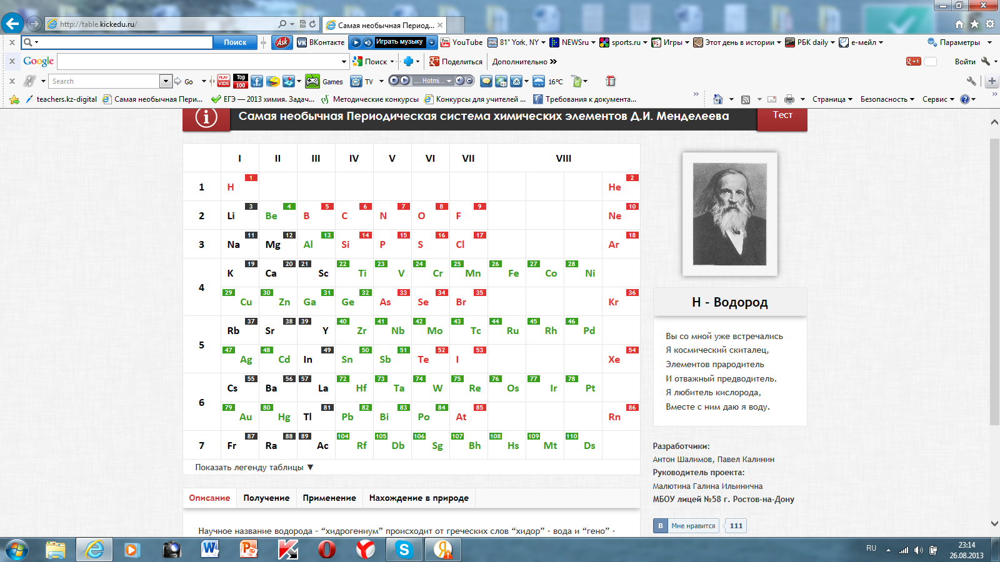 http://table.kickedu.ru/
Самая необычная Период...
Поиск
Ask
ВКонтакте
Играть музыку
YouTube
81° York, NY
NEWSru
sports.ru
Игры
Этот день в истории
РБК daily
е-мейл
Параметры
Google
Поиск
Поделиться
Дополнительно »
+1
Войти
Search
Go
PLAY VIDS
Top 100
Games
TV
...... Hotmi...
16°C
teachers.kz-digital
Самая необычная Пери...
ЕГЭ — 2013 химия. Задач...
Методические конкурсы
Конкурсы для учителей ...
Требования к документа...
Страница
Безопасность
Сервис
Самая необычная Периодическая система химических элементов Д.И. Менделеева
Тест
I II III IV V VI VII VIII
1 H 1 He 2
2 Li 3 Be 4 B 5 C 6 N 7 O 8 F 9 Ne 10
3 Na 11 Mg 12 Al 13 Si 14 P 15 S 16 Cl 17 Ar 18
4 K 19 Ca 20 21 Sc 22 Ti 23 V 24 Cr 25 Mn 26 Fe 27 Co 28 Ni
29 Cu 30 Zn Ga 31 Ge 32 As 33 Se 34 Br 35 Kr 36
5 Rb 37 Sr 38 39 Y 40 Zr 41 Nb 42 Mo 43 Tc 44 Ru 45 Rh 46 Pd
47 Ag 48 Cd In 49 Sn 50 Sb 51 Te 52 I 53 Xe 54
6 Cs 55 Ba 56 57 La 72 Hf 73 Ta 74 W 75 Re 76 Os 77 Ir 78 Pt
79 Au 80 Hg Tl 81 Pb 82 Bi 83 Po 84 At 85 Rn 86
7 Fr 87 Ra 88 89 Ac 104 Rf 105 Db 106 Sg 107 Bh 108 Hs 109 Mt 110 Ds
Показать легенду таблицы ▼
Описание
Получение
Применение
Нахождение в природе
Научное название водорода - “хидрогениум” происходит от греческих слов “хидор” - вода и “гено” -
H - Водород
Вы со мной уже встречались
Я космический скиталец,
Элементов прародитель
И отважный предводитель.
Я любитель кислорода,
Вместе с ним даю я воду.
Разработчики:
Антон Шалимов, Павел Калинин
Руководитель проекта:
Малютина Галина Ильинична
МБОУ лицей №58 г. Ростов-на-Дону
В Мне нравится 111
RU
23:14
26.08.2013